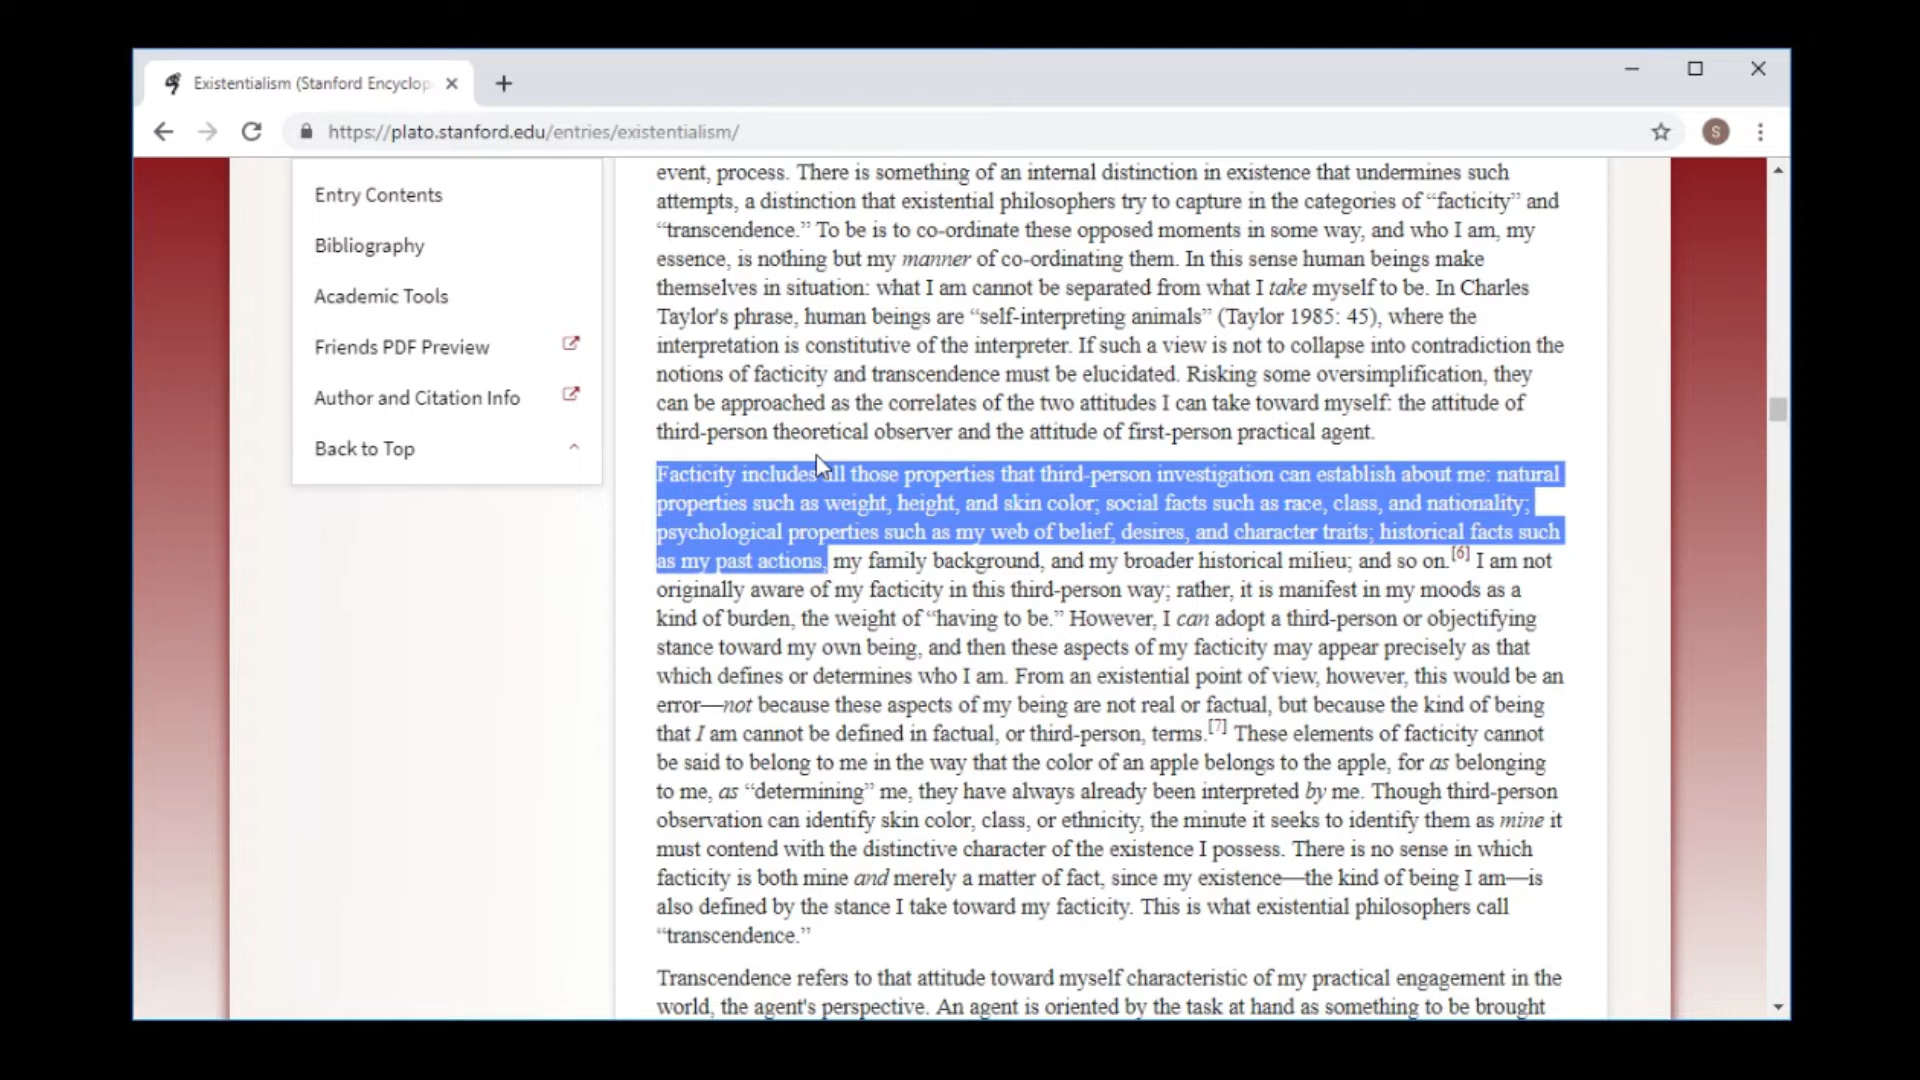 Existentialism (Stanford Encyclop
https://plato.stanford.edu/entries/existentialism/
S
Entry Contents
Bibliography
Academic Tools
Friends PDF Preview
Author and Citation Info
Back to Top
event, process. There is something of an internal distinction in existence that undermines such
attempts, a distinction that existential philosophers try to capture in the categories of “facticity” and
“transcendence.” To be is to co-ordinate these opposed moments in some way, and who I am, my
essence, is nothing but my manner of co-ordinating them. In this sense human beings make
themselves in situation: what I am cannot be separated from what I take myself to be. In Charles
Taylor's phrase, human beings are “self-interpreting animals” (Taylor 1985: 45), where the
interpretation is constitutive of the interpreter. If such a view is not to collapse into contradiction the
notions of facticity and transcendence must be elucidated. Risking some oversimplification, they
can be approached as the correlates of the two attitudes I can take toward myself: the attitude of
third-person theoretical observer and the attitude of first-person practical agent.
Facticity includes all those properties that third-person investigation can establish about me: natural
properties such as weight, height, and skin color; social facts such as race, class, and nationality;
psychological properties such as my web of belief, desires, and character traits; historical facts such
as my past actions, my family background, and my broader historical milieu; and so on.[6] I am not
originally aware of my facticity in this third-person way; rather, it is manifest in my moods as a
kind of burden, the weight of “having to be.” However, I can adopt a third-person or objectifying
stance toward my own being, and then these aspects of my facticity may appear precisely as that
which defines or determines who I am. From an existential point of view, however, this would be an
error—not because these aspects of my being are not real or factual, but because the kind of being
that I am cannot be defined in factual, or third-person, terms.[7] These elements of facticity cannot
be said to belong to me in the way that the color of an apple belongs to the apple, for as belonging
to me, as “determining” me, they have always already been interpreted by me. Though third-person
observation can identify skin color, class, or ethnicity, the minute it seeks to identify them as mine it
must contend with the distinctive character of the existence I possess. There is no sense in which
facticity is both mine and merely a matter of fact, since my existence—the kind of being I am—is
also defined by the stance I take toward my facticity. This is what existential philosophers call
“transcendence.”
Transcendence refers to that attitude toward myself characteristic of my practical engagement in the
world, the agent's perspective. An agent is oriented by the task at hand as something to be brought